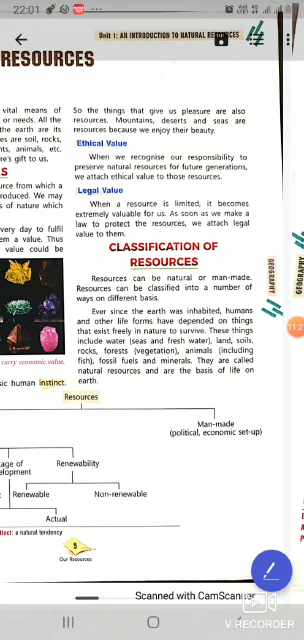 22:01
Unit 1: AN INTRODUCTION TO NATURAL RESOURCES
RESOURCES
vital means of
or needs. All the
the earth are its
es are soil, rocks,
nts, animals, etc.
re's gift to us.
S
urce from which a
roduced. We may
s of nature which
very day to fulfil
em a value. Thus
value could be
carry economic value.
sic human instinct.
So the things that give us pleasure are also
resources. Mountains, deserts and seas are
resources because we enjoy their beauty.
Ethical Value
When we recognise our responsibility to
preserve natural resources for future generations,
we attach ethical value to those resources.
Legal Value
When a resource is limited, it becomes
extremely valuable for us. As soon as we make
a law to protect the resources, we attach legal
value to them.
CLASSIFICATION OF
RESOURCES
Resources can be natural or man-made.
Resources can be classified into a number of
ways on different basis.
Ever since the earth was inhabited, humans
and other life forms have depended on things
that exist freely in nature to survive. These things
include water (seas and fresh water), land, soils,
rocks, forests (vegetation), animals (including
fish), fossil fuels and minerals. They are called
natural resources and are the basis of life on
earth.
GEOGRAPHY
GEOGRAPHY
11:2
Resources
Man-made
(political, economic set-up)
tage of
elopment
Renewability
Renewable
Non-renewable
Actual
tinct: a natural tendency
5
Our Resources
Scanned with CamScanner
V RECORDER